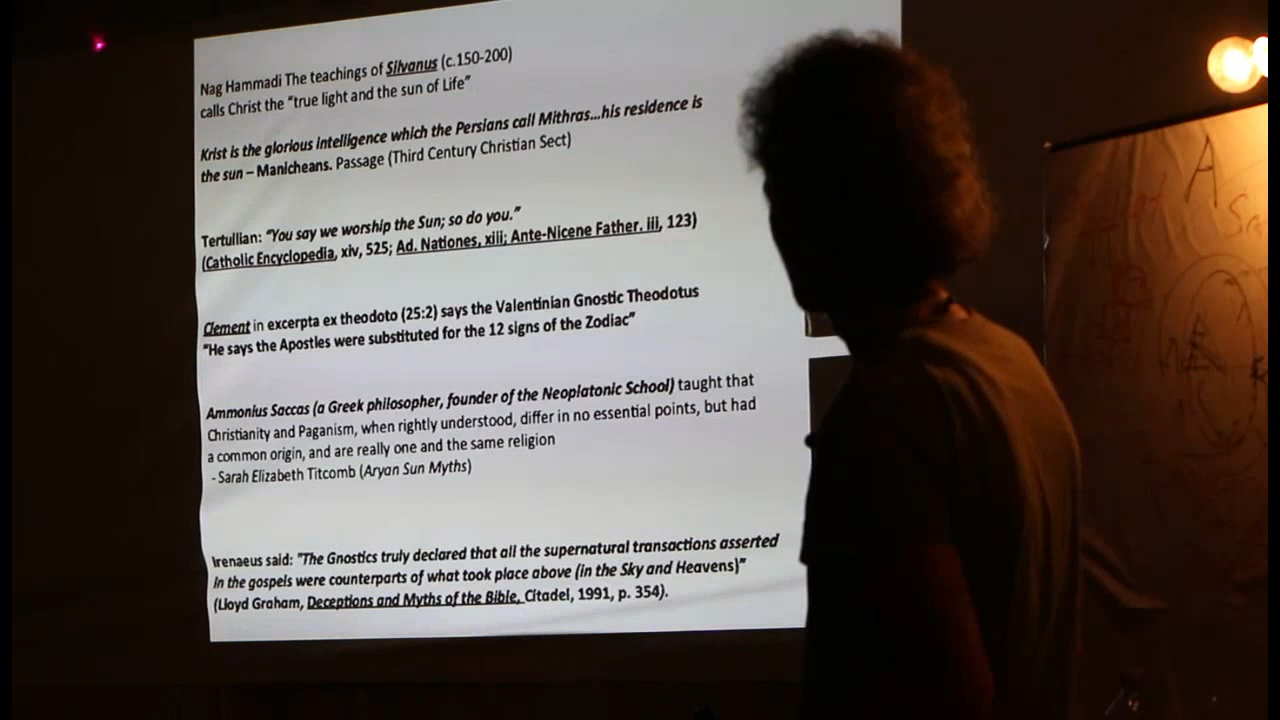 Nag Hammadi The teachings of Silvanus (c.150-200)
calls Christ the "true light and the sun of Life"
Krist is the glorious intelligence which the Persians call Mithras...his residence is
the sun – Manicheans. Passage (Third Century Christian Sect)
Tertullian: "You say we worship the Sun; so do you."
(Catholic Encyclopedia, xiv, 525; Ad. Nationes, xiii; Ante-Nicene Father. iii, 123)
Clement in excerpta ex theodoto (25:2) says the Valentinian Gnostic Theodotus
"He says the Apostles were substituted for the 12 signs of the Zodiac"
Ammonius Saccas (a Greek philosopher, founder of the Neoplatonic School) taught that
Christianity and Paganism, when rightly understood, differ in no essential points, but had
a common origin, and are really one and the same religion
- Sarah Elizabeth Titcomb (Aryan Sun Myths)
Irenaeus said: "The Gnostics truly declared that all the supernatural transactions asserted
in the gospels were counterparts of what took place above (in the Sky and Heavens)"
(Lloyd Graham, Deceptions and Myths of the Bible, Citadel, 1991, p. 354).
A